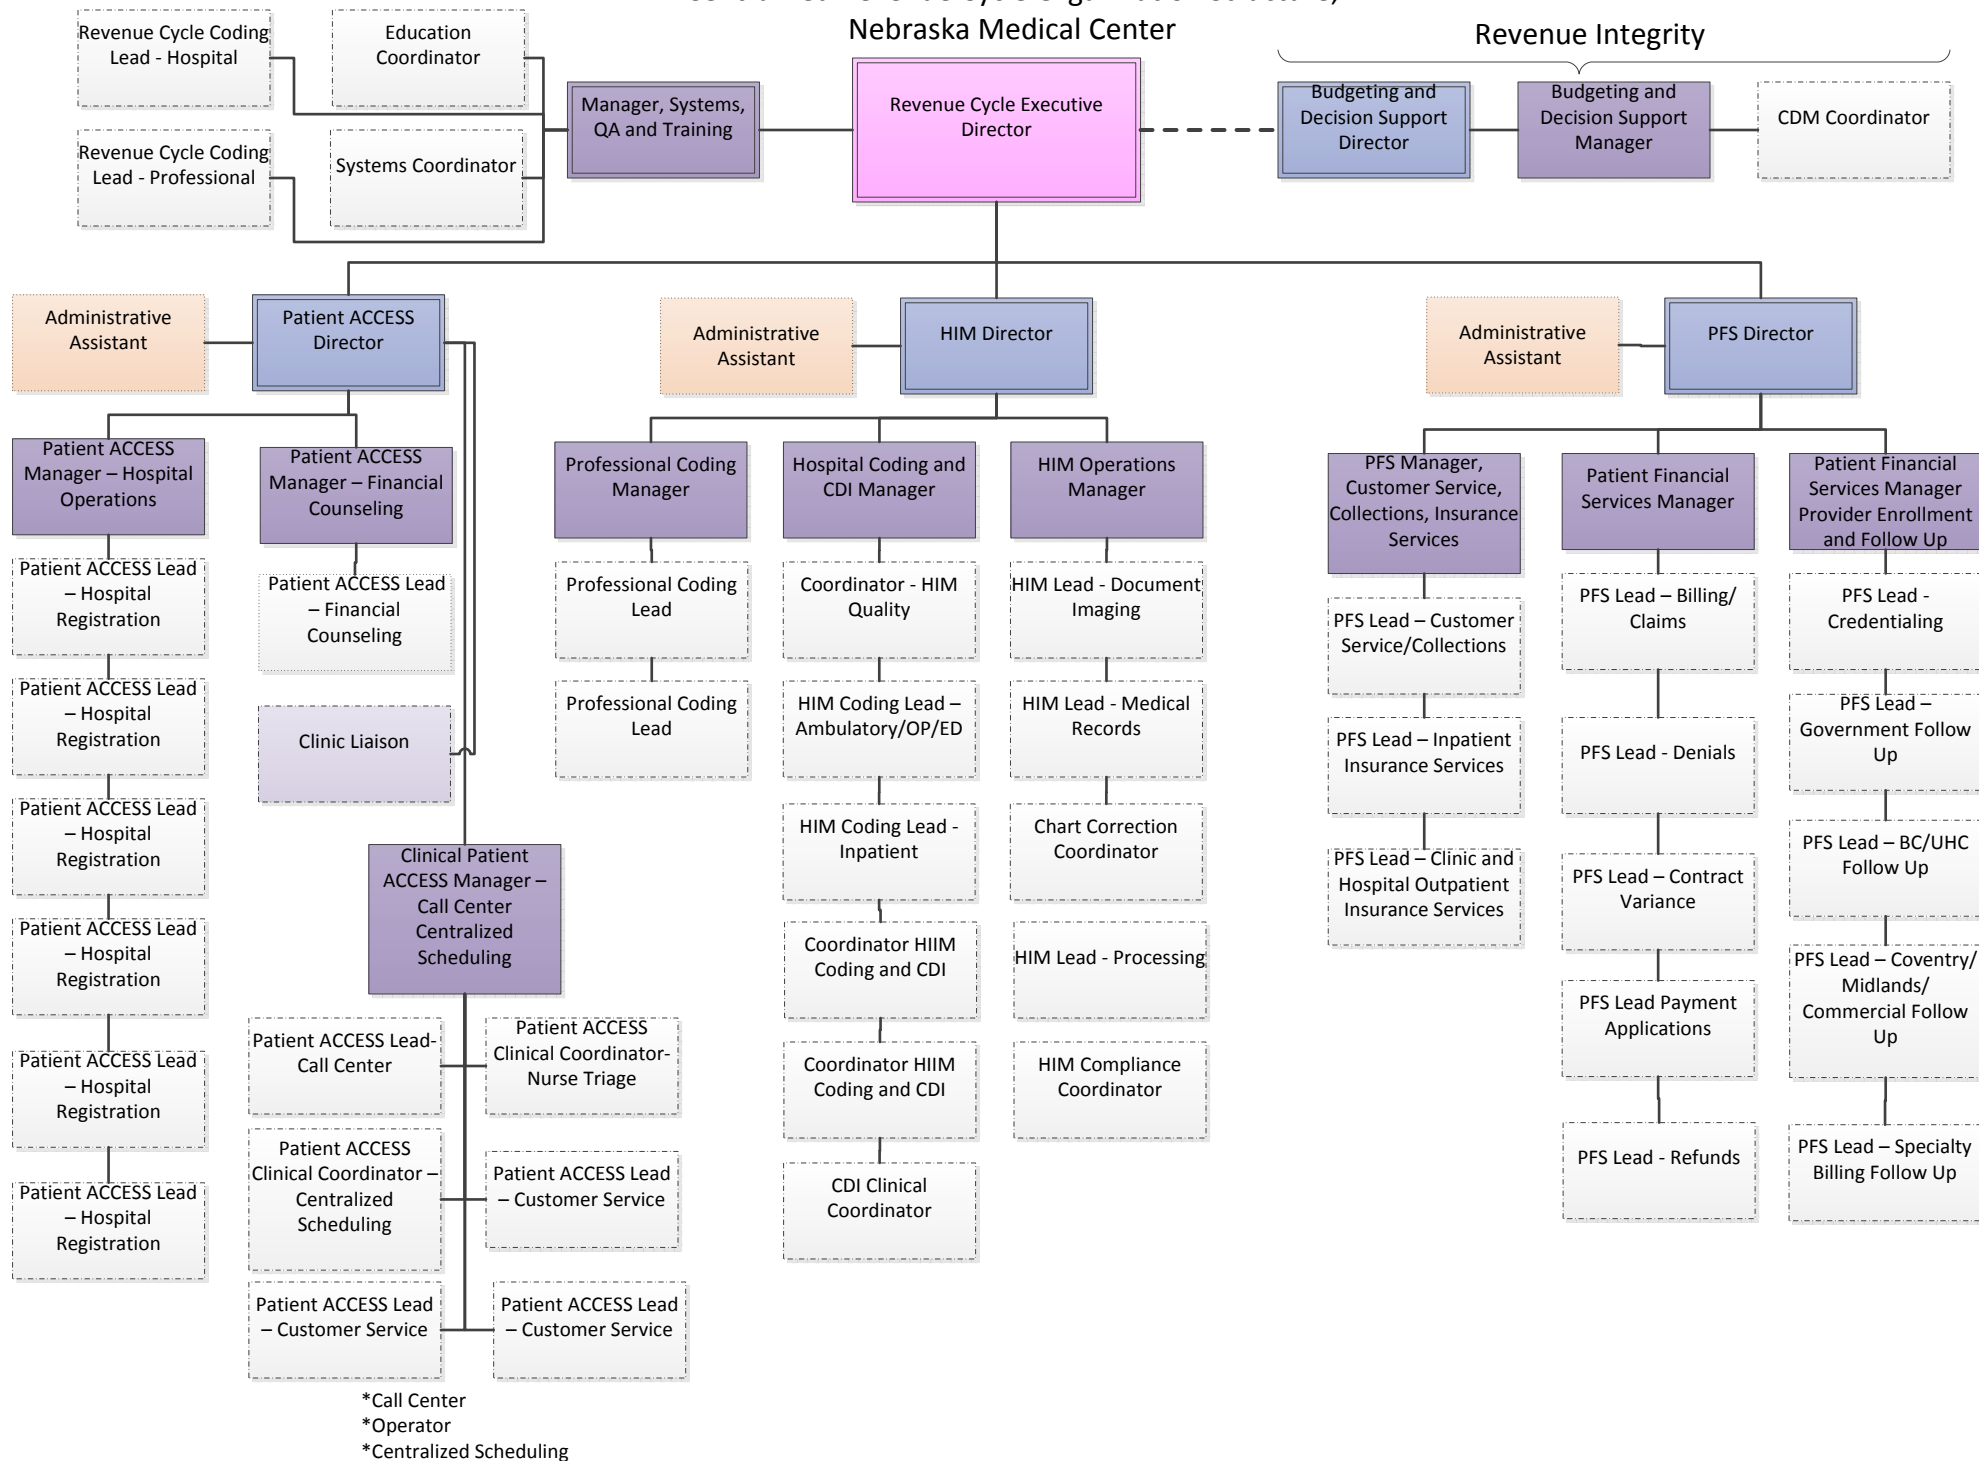 Nebraska Medical Center
Revenue Integrity
Revenue Cycle Coding
Lead - Hospital
Education
Coordinator
Revenue Cycle Coding
Lead - Professional
Systems Coordinator
Manager, Systems,
QA and Training
Revenue Cycle Executive
Director
Budgeting and
Decision Support
Director
Budgeting and
Decision Support
Manager
CDM Coordinator
Administrative
Assistant
Patient ACCESS
Director
Administrative
Assistant
HIM Director
Administrative
Assistant
PFS Director
Patient ACCESS
Manager – Hospital
Operations
Patient ACCESS Lead
– Hospital
Registration
Patient ACCESS Lead
– Hospital
Registration
Patient ACCESS Lead
– Hospital
Registration
Patient ACCESS Lead
– Hospital
Registration
Patient ACCESS Lead
– Hospital
Registration
Patient ACCESS Lead
– Hospital
Registration
Patient ACCESS
Manager – Financial
Counseling
Patient ACCESS Lead
– Financial
Counseling
Clinic Liaison
Clinical Patient
ACCESS Manager –
Call Center
Centralized
Scheduling
Patient ACCESS Lead-
Call Center
Patient ACCESS
Clinical Coordinator-
Nurse Triage
Patient ACCESS
Clinical Coordinator –
Centralized
Scheduling
Patient ACCESS Lead
– Customer Service
Patient ACCESS Lead
– Customer Service
Patient ACCESS Lead
– Customer Service
*Call Center
*Operator
*Centralized Scheduling
Professional Coding
Manager
Professional Coding
Lead
Professional Coding
Lead
Hospital Coding and
CDI Manager
Coordinator - HIM
Quality
HIM Coding Lead –
Ambulatory/OP/ED
HIM Coding Lead -
Inpatient
Coordinator HIIM
Coding and CDI
Coordinator HIIM
Coding and CDI
CDI Clinical
Coordinator
HIM Operations
Manager
HIM Lead - Document
Imaging
HIM Lead - Medical
Records
Chart Correction
Coordinator
HIM Lead - Processing
HIM Compliance
Coordinator
PFS Manager,
Customer Service,
Collections, Insurance
Services
PFS Lead – Customer
Service/Collections
PFS Lead – Inpatient
Insurance Services
PFS Lead – Clinic and
Hospital Outpatient
Insurance Services
Patient Financial
Services Manager
PFS Lead – Billing/
Claims
PFS Lead - Denials
PFS Lead – Contract
Variance
PFS Lead Payment
Applications
PFS Lead - Refunds
Patient Financial
Services Manager
Provider Enrollment
and Follow Up
PFS Lead -
Credentialing
PFS Lead –
Government Follow
Up
PFS Lead – BC/UHC
Follow Up
PFS Lead – Coventry/
Midlands/
Commercial Follow
Up
PFS Lead – Specialty
Billing Follow Up